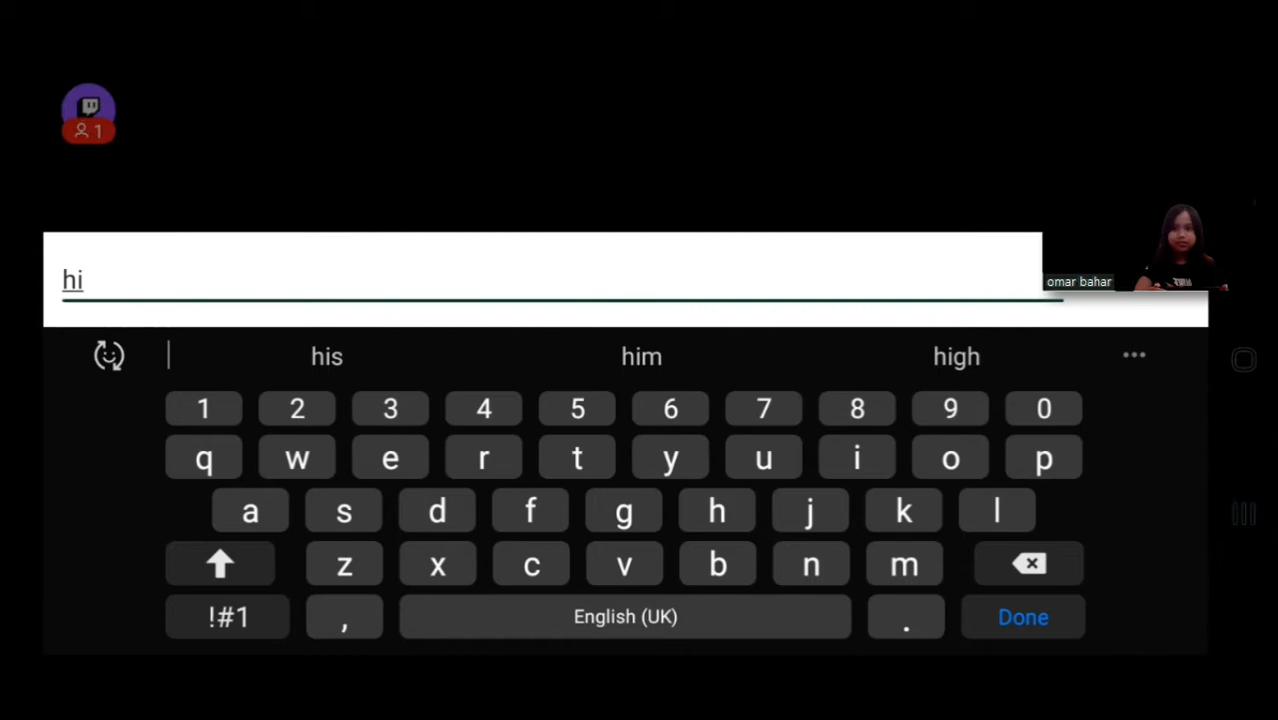 1
hi
omar bahar
his him high
1 2 3 4 5 6 7 8 9 0
q w e r t y u i o p
a s d f g h j k l
z x c v b n m
!#1 , English (UK) . Done